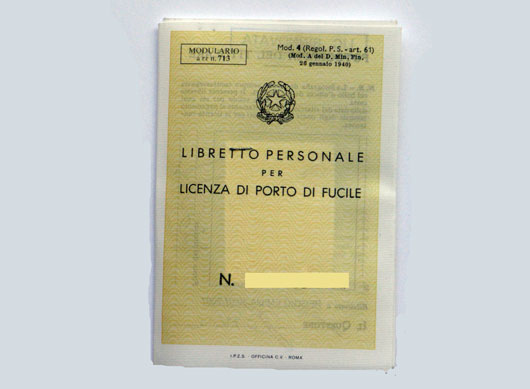 MODULARIO
Mod. 4 (Regol. P. S. - art. 61)
(Mod. A del D. Min. Fin.
26 gennaio 1940)
LIBRETTO PERSONALE
PER
LICENZA DI PORTO DI FUCILE
N.
I.P.Z.S. - OFFICINA C.V. - ROMA